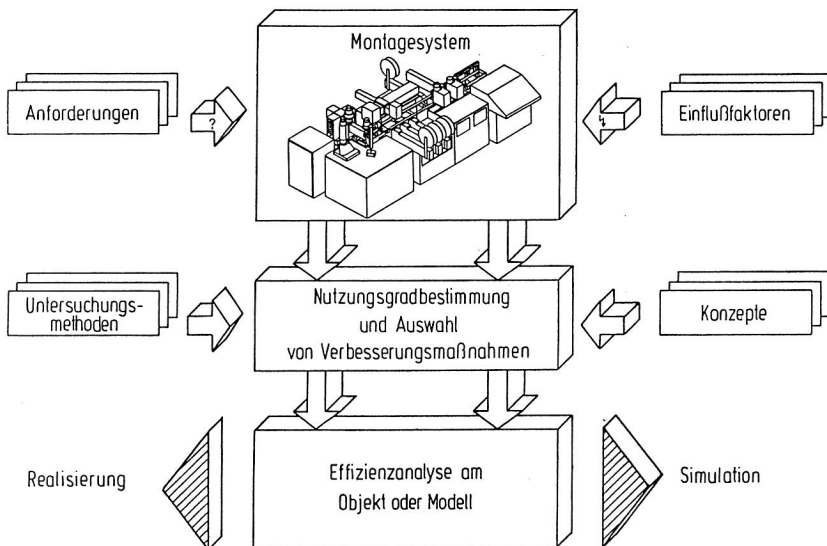 Montagesystem
Anforderungen
?
Einflußfaktoren
Untersuchungs-
methoden
Nutzungsgradbestimmung
und Auswahl
von Verbesserungsmaßnahmen
Konzepte
Realisierung
Effizienzanalyse am
Objekt oder Modell
Simulation